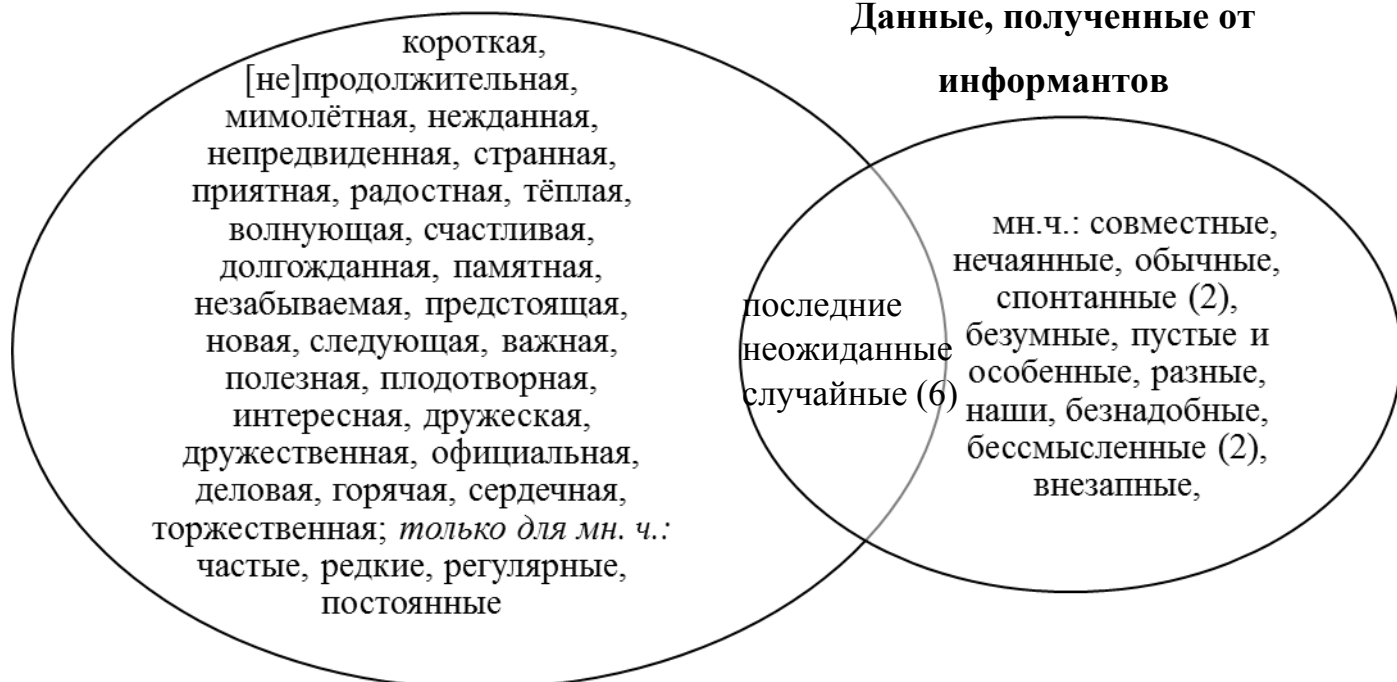 Данные, полученные от
информантов
короткая,
[не]продолжительная,
мимолётная, нежданная,
непредвиденная, странная,
приятная, радостная, тёплая,
волнующая, счастливая,
долгожданная, памятная,
незабываемая, предстоящая,
новая, следующая, важная,
полезная, плодотворная,
интересная, дружеская,
дружественная, официальная,
деловая, горячая, сердечная,
торжественная; только для мн. ч.:
частые, редкие, регулярные,
постоянные
последние
неожиданные
случайные (6)
мн.ч.: совместные,
нечаянные, обычные,
спонтанные (2),
безумные, пустые и
особенные, разные,
наши, безнадобные,
бессмысленные (2),
внезапные,